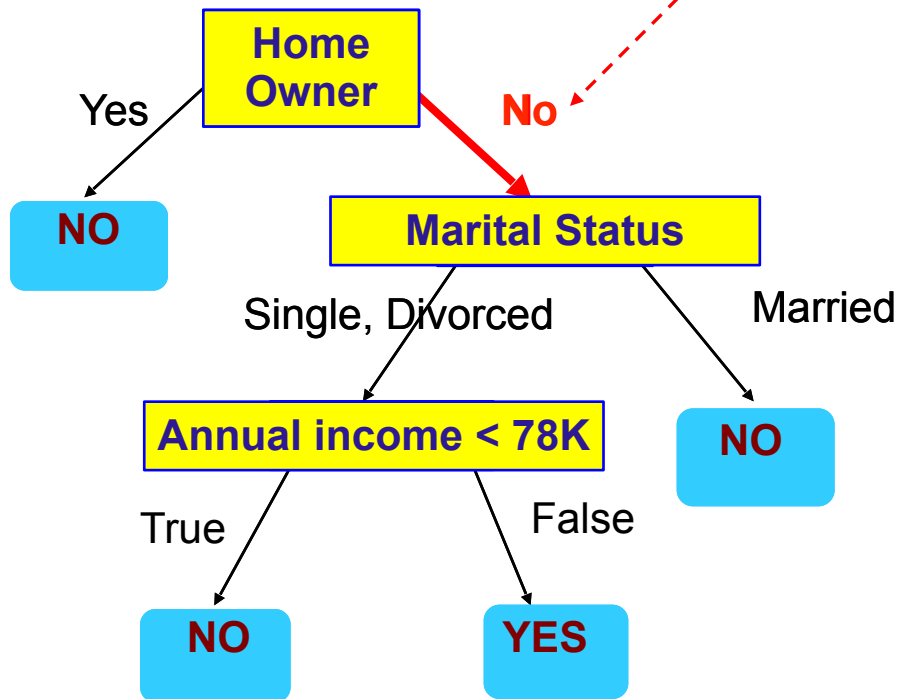 Home
Owner
Yes
No
NO
Marital Status
Single, Divorced
Married
Annual income < 78K
NO
True
False
NO
YES